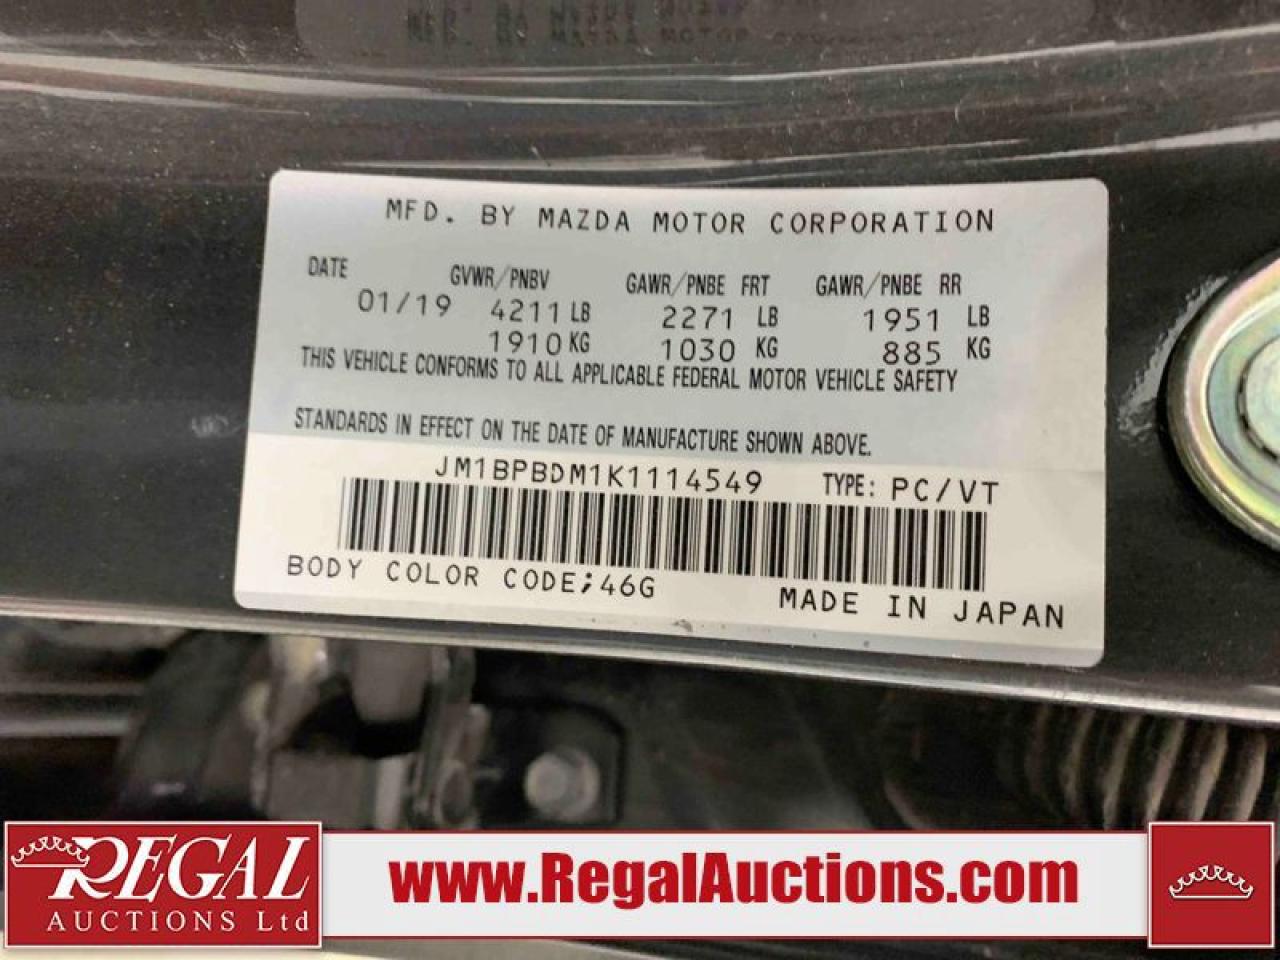 MFD. BY MAZDA MOTOR CORPORATION
DATE GVWR/PNBV GAWR/PNBE FRT GAWR/PNBE RR
01/19 4211 LB 2271 LB 1951 LB
1910 KG 1030 KG 885 KG
THIS VEHICLE CONFORMS TO ALL APPLICABLE FEDERAL MOTOR VEHICLE SAFETY
STANDARDS IN EFFECT ON THE DATE OF MANUFACTURE SHOWN ABOVE.
JM1BPBDM1K1114549 TYPE: PC/VT
BODY COLOR CODE;46G
MADE IN JAPAN
REGAL
AUCTIONS Ltd
www.RegalAuctions.com